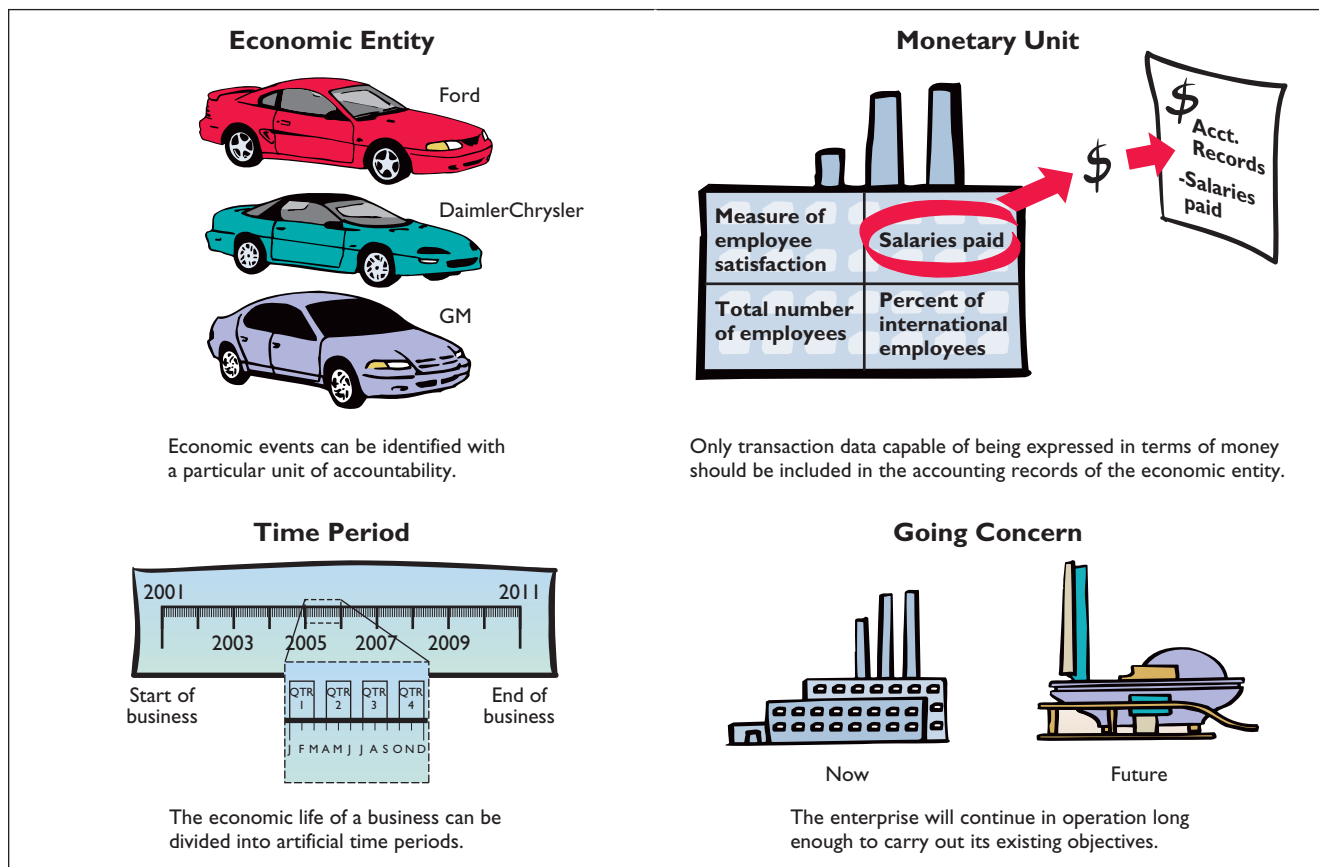 Economic Entity
Ford
DaimlerChrysler
GM
Economic events can be identified with
a particular unit of accountability.
Monetary Unit
Measure of
employee
satisfaction
Salaries paid
Total number
of employees
Percent of
international
employees
$
$
Acct.
Records
-Salaries
paid
Only transaction data capable of being expressed in terms of money
should be included in the accounting records of the economic entity.
Time Period
2001 2011
2003 2005 2007 2009
Start of
business
End of
business
QTR
1
QTR
2
QTR
3
QTR
4
J F M A M J J A S O N D
The economic life of a business can be
divided into artificial time periods.
Going Concern
Now
Future
The enterprise will continue in operation long
enough to carry out its existing objectives.